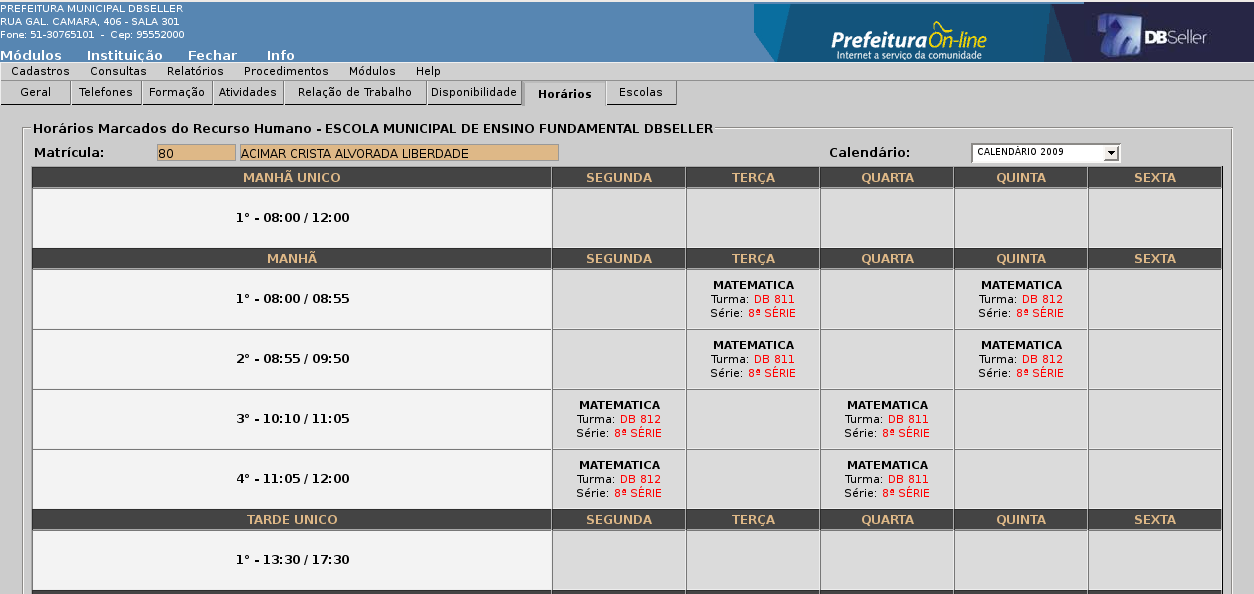 PREFEITURA MUNICIPAL DBSELLER
RUA GAL. CAMARA, 406 - SALA 301
Fone: 51-30765101 - Cep: 95552000
Prefeitura On-line
Internet a serviço da comunidade
DBSeller
Módulos Instituição Fechar Info
Cadastros Consultas Relatórios Procedimentos Módulos Help
Geral Telefones Formação Atividades Relação de Trabalho Disponibilidade Horários Escolas
Horários Marcados do Recurso Humano - ESCOLA MUNICIPAL DE ENSINO FUNDAMENTAL DBSELLER
Matrícula: 80 ACIMAR CRISTA ALVORADA LIBERDADE Calendário: CALENDÁRIO 2009
MANHÃ UNICO SEGUNDA TERÇA QUARTA QUINTA SEXTA
1° - 08:00 / 12:00
MANHÃ SEGUNDA TERÇA QUARTA QUINTA SEXTA
MATEMATICA MATEMATICA
1° - 08:00 / 08:55 Turma: DB 811 Turma: DB 812
Série: 8ª SÉRIE Série: 8ª SÉRIE
MATEMATICA MATEMATICA
2° - 08:55 / 09:50 Turma: DB 811 Turma: DB 812
Série: 8ª SÉRIE Série: 8ª SÉRIE
MATEMATICA MATEMATICA
3° - 10:10 / 11:05 Turma: DB 812 Turma: DB 811
Série: 8ª SÉRIE Série: 8ª SÉRIE
MATEMATICA MATEMATICA
4° - 11:05 / 12:00 Turma: DB 812 Turma: DB 811
Série: 8ª SÉRIE Série: 8ª SÉRIE
TARDE UNICO SEGUNDA TERÇA QUARTA QUINTA SEXTA
1° - 13:30 / 17:30